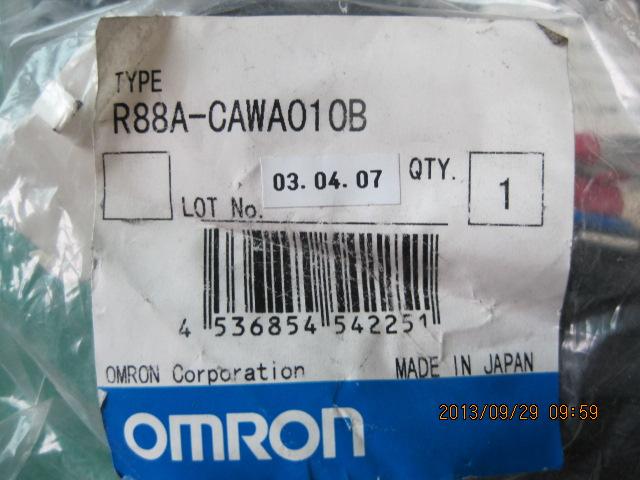 TYPE
R88A-CAWA010B
LOT No. 03. 04. 07 QTY. 1
4 536854 542251
OMRON Corporation MADE IN JAPAN
OMRON
2013/09/29 09:59